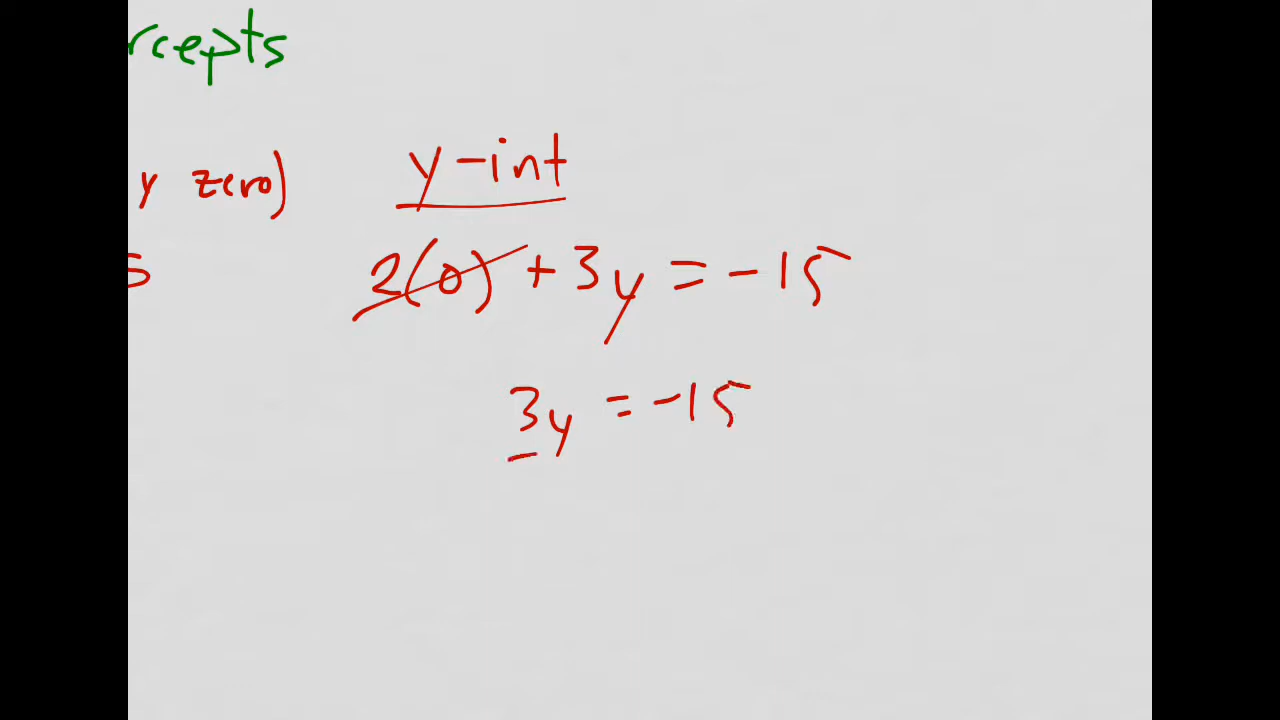 rcepts
y-int
y zero)
2(0) + 3y = -15
3y = -15